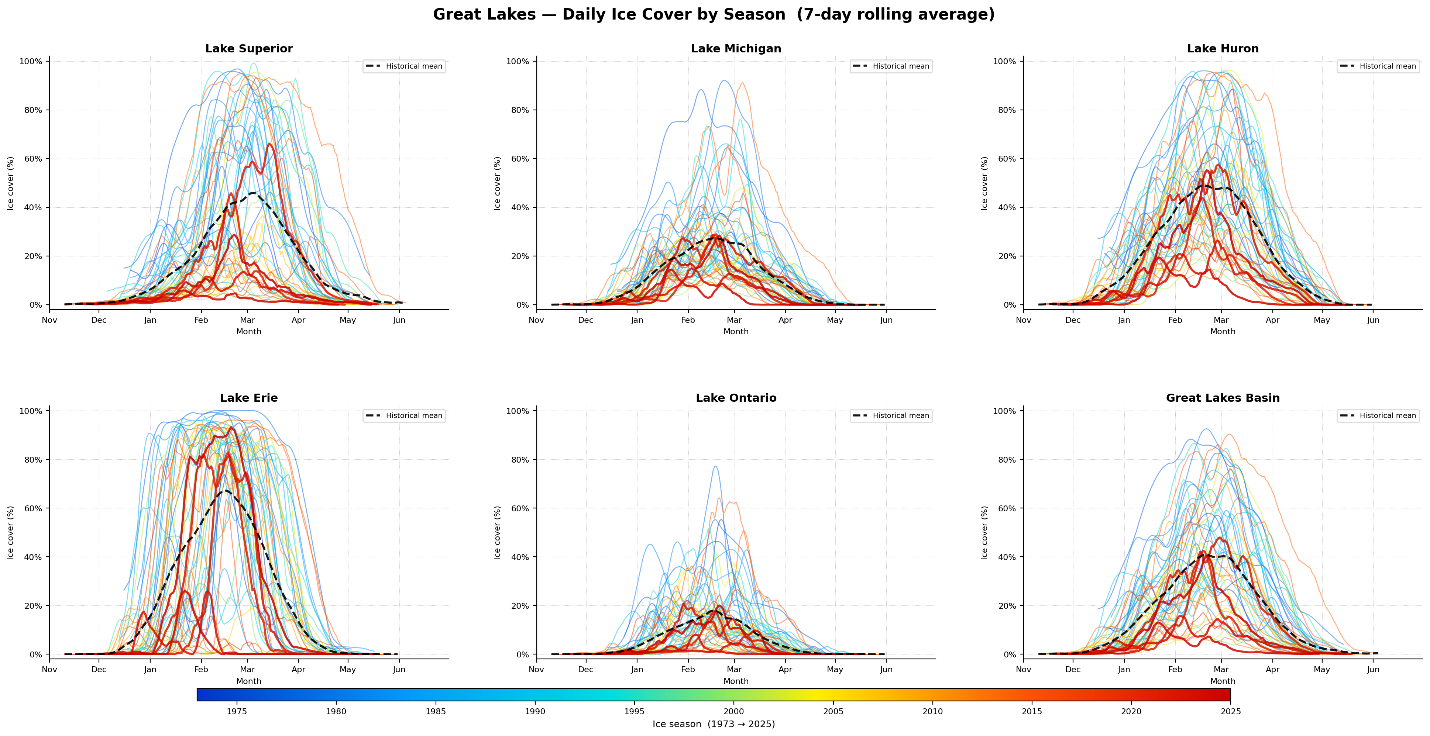 Great Lakes — Daily Ice Cover by Season  (7-day rolling average)
Lake Superior
Historical mean
100%
80%
60%
40%
20%
0%
Ice cover (%)
Nov Dec Jan Feb Mar Apr May Jun
Month
Lake Michigan
Historical mean
100%
80%
60%
40%
20%
0%
Ice cover (%)
Nov Dec Jan Feb Mar Apr May Jun
Month
Lake Huron
Historical mean
100%
80%
60%
40%
20%
0%
Ice cover (%)
Nov Dec Jan Feb Mar Apr May Jun
Month
Lake Erie
Historical mean
100%
80%
60%
40%
20%
0%
Ice cover (%)
Nov Dec Jan Feb Mar Apr May Jun
Month
Lake Ontario
Historical mean
100%
80%
60%
40%
20%
0%
Ice cover (%)
Nov Dec Jan Feb Mar Apr May Jun
Month
Great Lakes Basin
Historical mean
100%
80%
60%
40%
20%
0%
Ice cover (%)
Nov Dec Jan Feb Mar Apr May Jun
Month
1975 1980 1985 1990 1995 2000 2005 2010 2015 2020 2025
Ice season  (1973 → 2025)